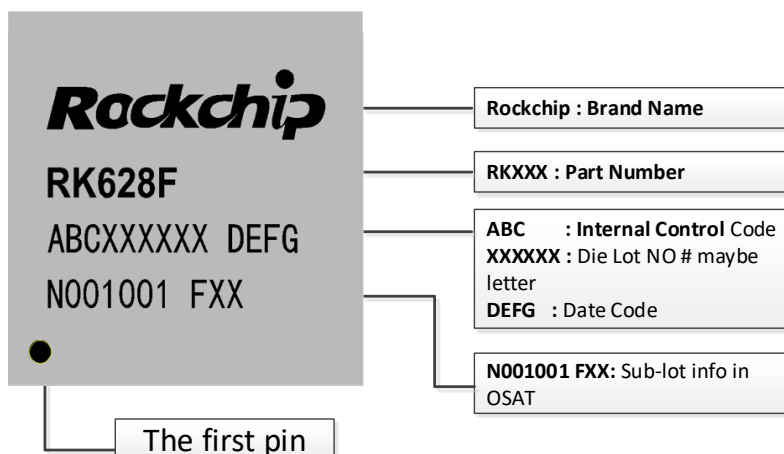 Rockchip
RK628F
ABCXXXXXX DEFG
N001001 FXX
Rockchip : Brand Name
RKXXX : Part Number
ABC : Internal Control Code
XXXXXX : Die Lot NO # maybe
letter
DEFG : Date Code
N001001 FXX: Sub-lot info in
OSAT
The first pin